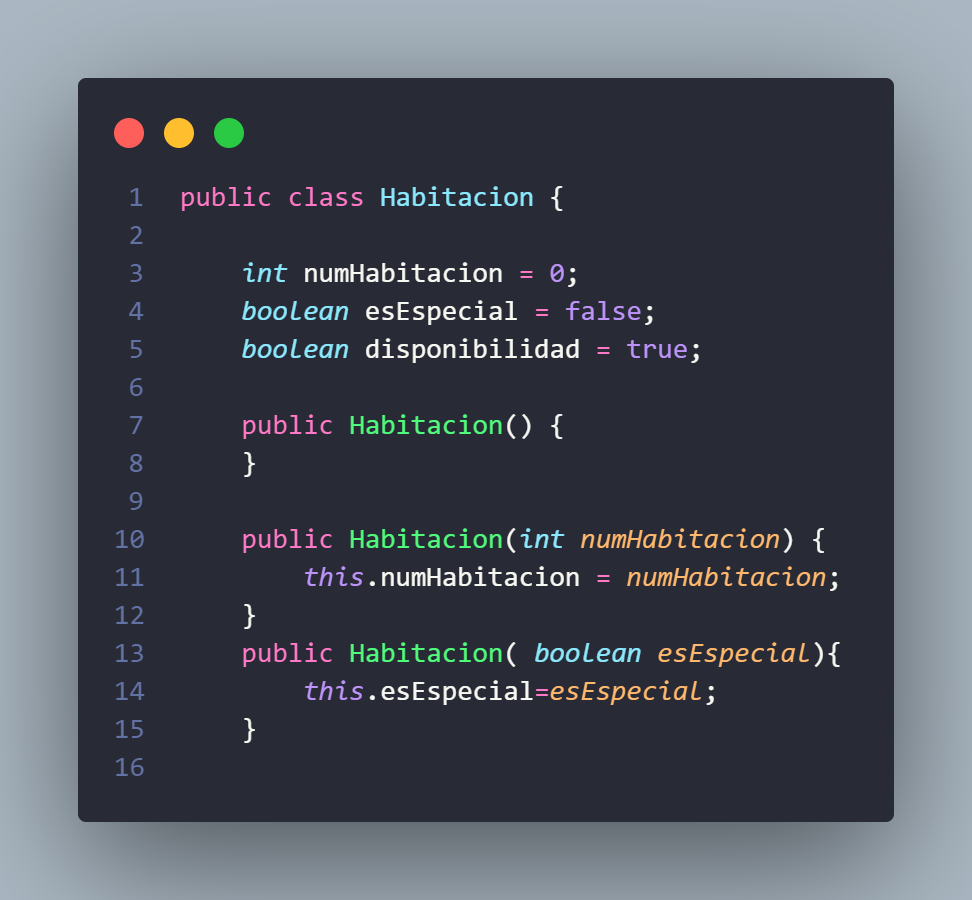 1 public class Habitacion {
2
3 int numHabitacion = 0;
4 boolean esEspecial = false;
5 boolean disponibilidad = true;
6
7 public Habitacion() {
8 }
9
10 public Habitacion(int numHabitacion) {
11 this.numHabitacion = numHabitacion;
12 }
13 public Habitacion( boolean esEspecial){
14 this.esEspecial=esEspecial;
15 }
16